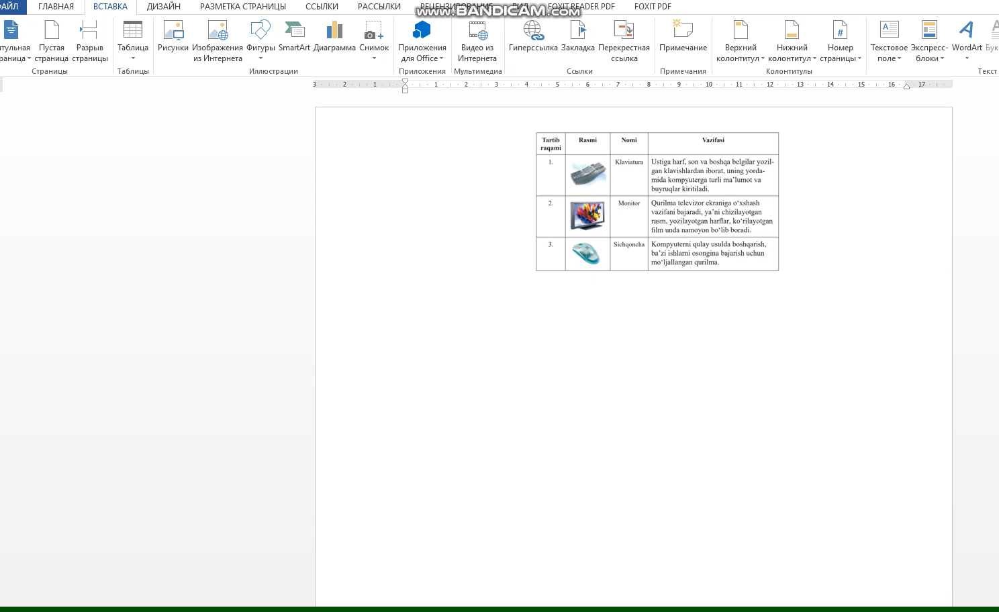 АЙЛ ГЛАВНАЯ ВСТАВКА ДИЗАЙН РАЗМЕТКА СТРАНИЦЫ ССЫЛКИ РАССЫЛКИ РЕЦЕНЗИРОВАНИЕ ВИД FOXIT READER PDF FOXIT PDF
www.BANDICAM.com
тульная Пустая Разрыв Таблица Рисунки Изображения Фигуры SmartArt Диаграмма Снимок Приложения Видео из Гиперссылка Закладка Перекрестная Примечание Верхний Нижний Номер Текстовое Экспресс- WordArt Бук
раница страница страницы из Интернета для Office Интернета ссылка колонтитул колонтитул страницы поле блоки
Страницы Таблицы Иллюстрации Приложения Мультимедиа Ссылки Примечания Колонтитулы Текст
3 2 1 1 2 3 4 5 6 7 8 9 10 11 12 13 14 15 16 17
Tartib Rasmi Nomi Vazifasi
raqami
1. Klaviatura Ustiga harf, son va boshqa belgilar yozil-
gan klavishlardan iborat, uning yorda-
mida kompyuterga turli ma’lumot va
buyruqlar kiritiladi.
2. Monitor Qurilma televizor ekraniga o‘xshash
vazifani bajaradi, ya’ni chizilayotgan
rasm, yozilayotgan harflar, ko‘rilayotgan
film unda namoyon bo‘lib boradi.
3. Sichqoncha Kompyuterni qulay usulda boshqarish,
ba’zi ishlarni osongina bajarish uchun
mo‘ljallangan qurilma.